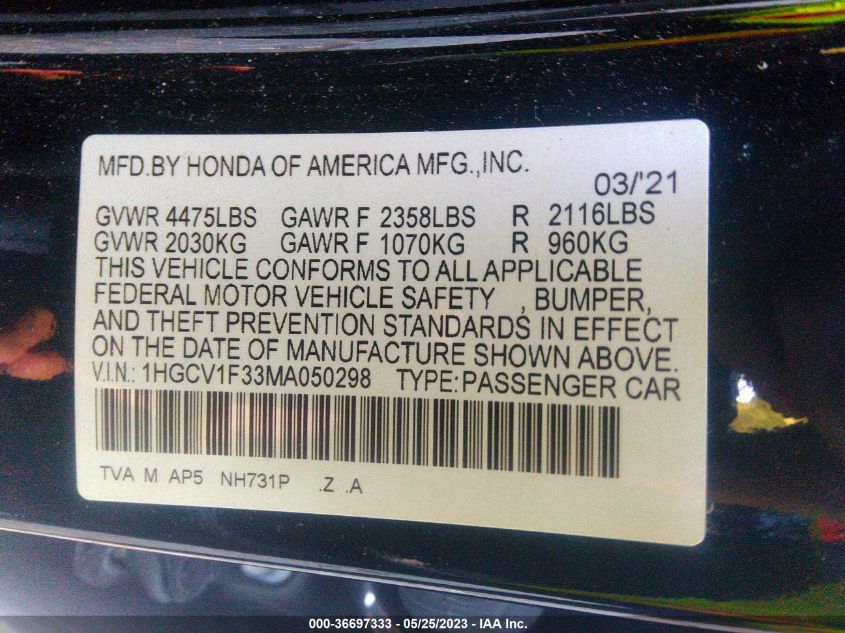 MFD.BY HONDA OF AMERICA MFG.,INC.
03/'21
GVWR 4475LBS GAWR F 2358LBS R 2116LBS
GVWR 2030KG GAWR F 1070KG R 960KG
THIS VEHICLE CONFORMS TO ALL APPLICABLE
FEDERAL MOTOR VEHICLE SAFETY , BUMPER,
AND THEFT PREVENTION STANDARDS IN EFFECT
ON THE DATE OF MANUFACTURE SHOWN ABOVE.
V.I.N.: 1HGCV1F33MA050298 TYPE:PASSENGER CAR
TVA M AP5 NH731P .Z .A
000-36697333 - 05/25/2023 - IAA Inc.